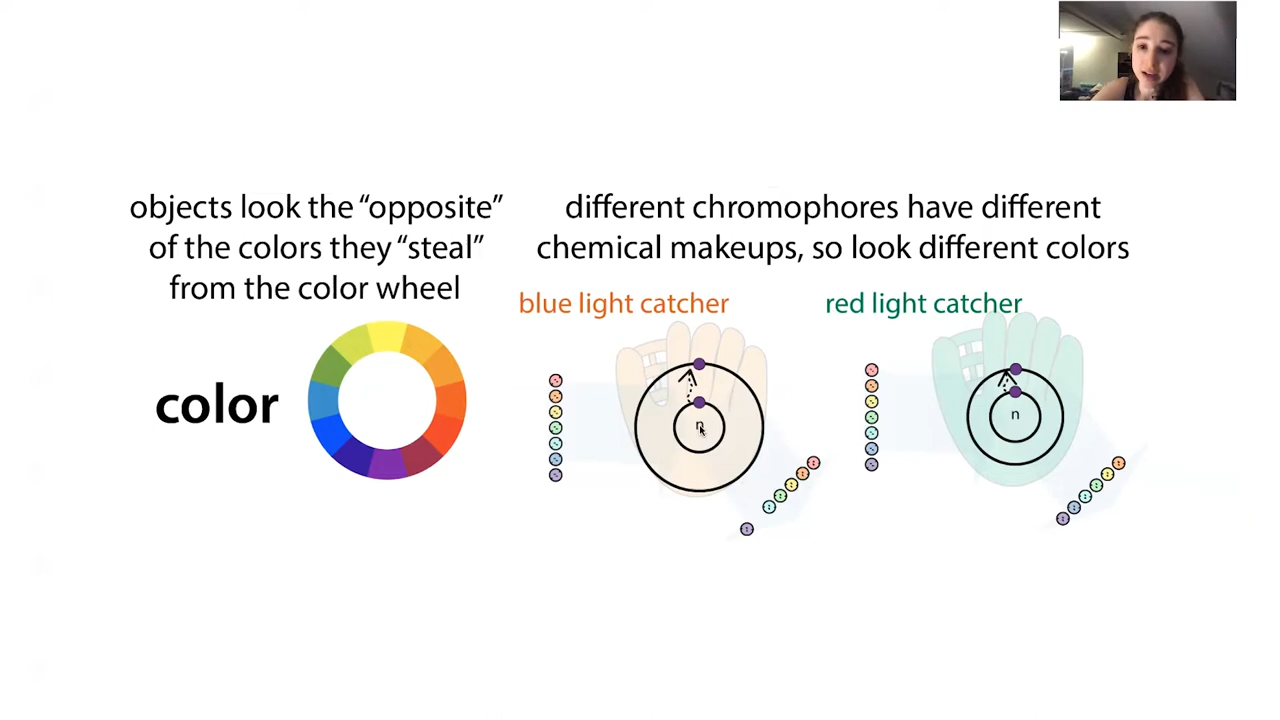 objects look the “opposite”
of the colors they “steal”
from the color wheel
color
different chromophores have different
chemical makeups, so look different colors
blue light catcher
red light catcher
n
n